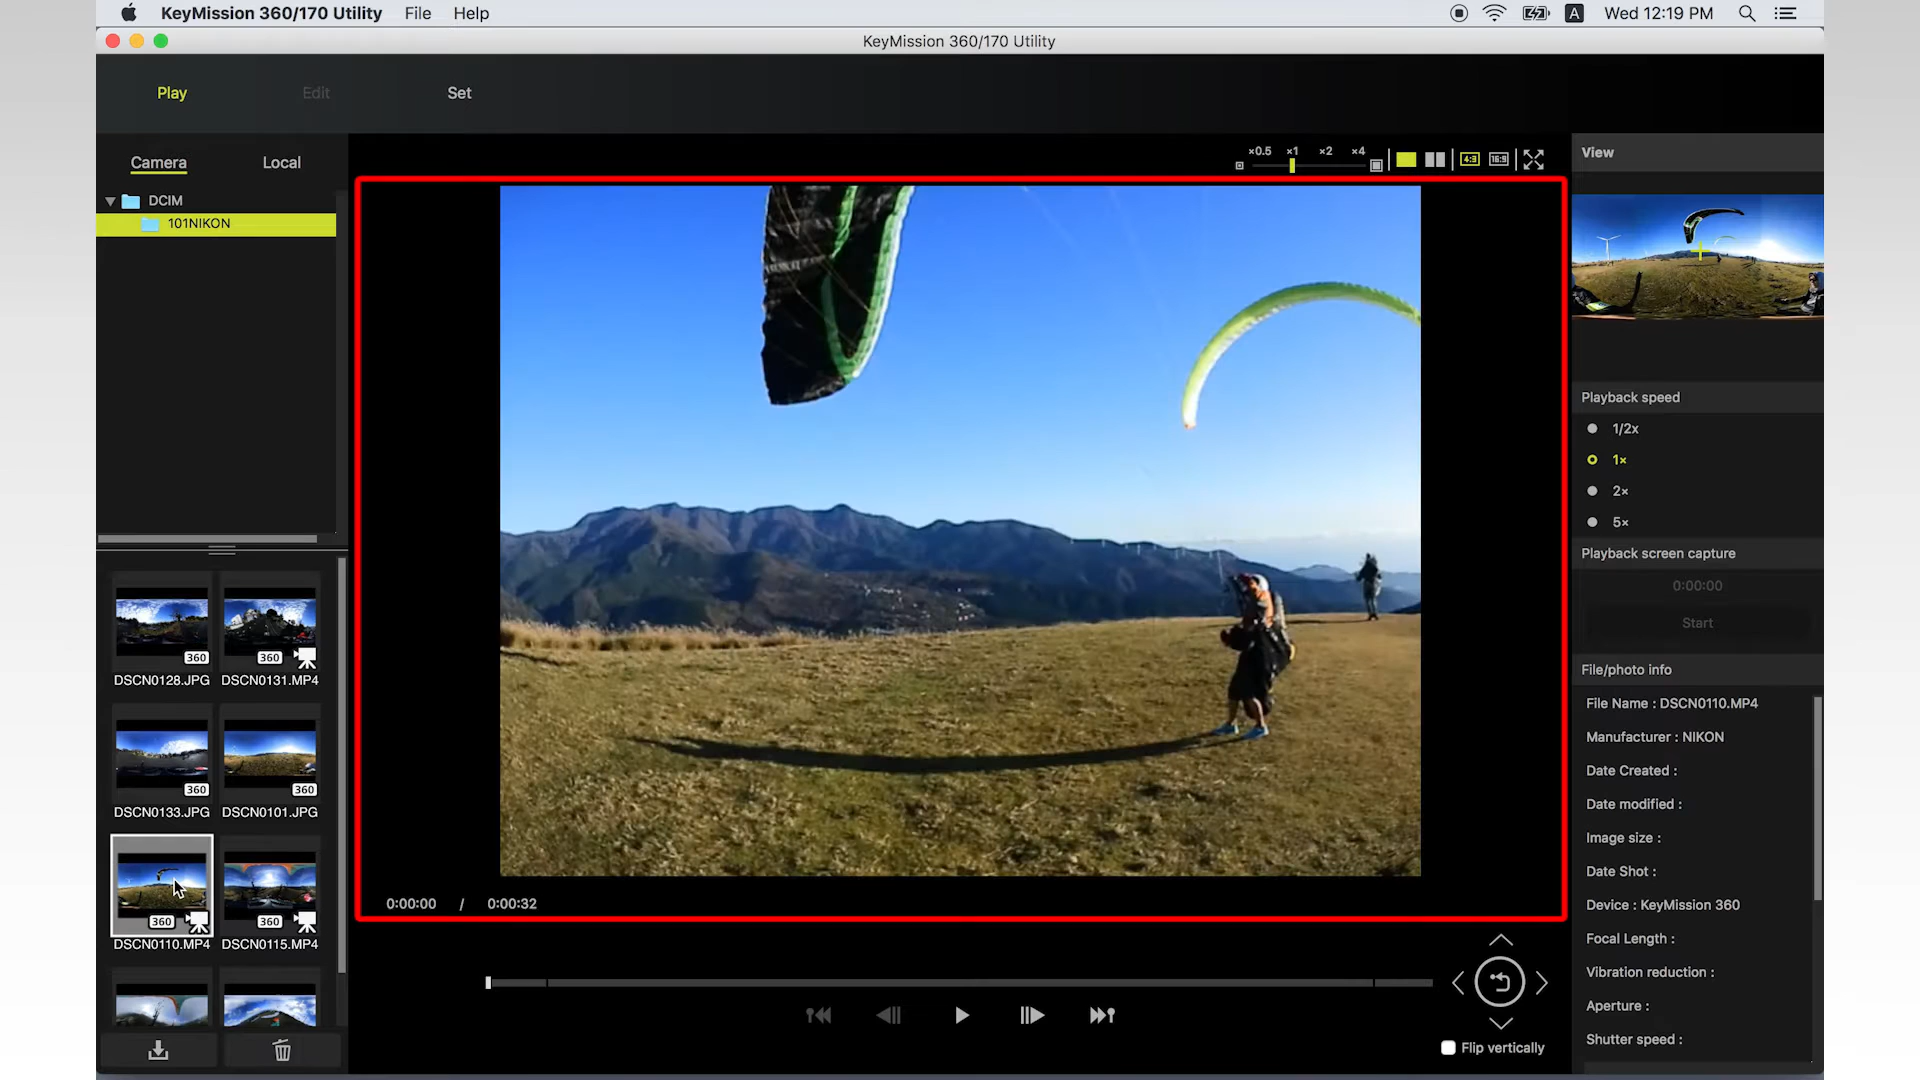 KeyMission 360/170 Utility File Help
A Wed 12:19 PM
KeyMission 360/170 Utility
Play Edit Set
Camera Local
DCIM
101NIKON
×0.5 ×1 ×2 ×4
4:3 16:9
View
Playback speed
1/2x
1×
2×
5×
Playback screen capture
0:00:00
Start
File/photo info
File Name : DSCN0110.MP4
Manufacturer : NIKON
Date Created :
Date modified :
Image size :
Date Shot :
Device : KeyMission 360
Focal Length :
Vibration reduction :
Aperture :
Shutter speed :
360 360
DSCN0128.JPG DSCN0131.MP4
360 360
DSCN0133.JPG DSCN0101.JPG
360 360
DSCN0110.MP4 DSCN0115.MP4
0:00:00 / 0:00:32
Flip vertically